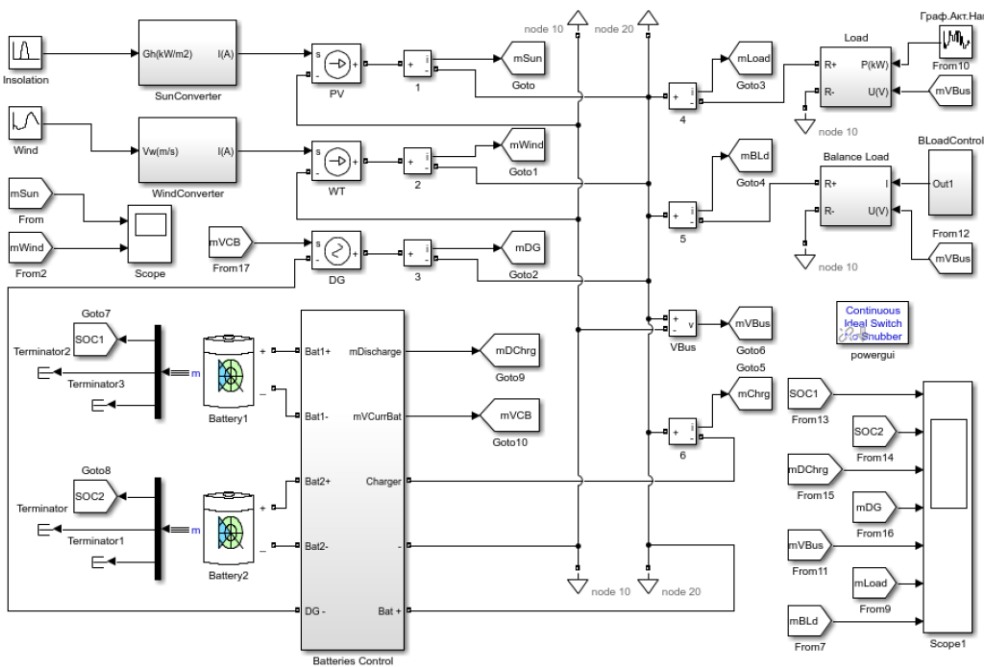 node 10
node 20
Граф.Акт.Наг
Insolation
Gh(kW/m2)
I(A)
SunConverter
s
-
+
PV
+
i
-
1
mSun
Goto
+
i
-
4
mLoad
Goto3
Load
R+
P(kW)
R-
U(V)
From10
mVBus
node 10
Wind
Vw(m/s)
I(A)
WindConverter
s
-
+
WT
+
i
-
2
mWind
Goto1
+
i
-
5
mBLd
Goto4
Balance Load
R+
I
R-
U(V)
BLoadControl
Out1
From12
mVBus
node 10
mSun
From
mWind
From2
Scope
mVCB
From17
s
-
+
DG
+
i
-
3
mDG
Goto2
+
-
v
VBus
mVBus
Goto6
Continuous
Ideal Switch
powergui
Goto7
SOC1
Terminator2
Terminator3
m
+
_
Battery1
Bat1+
mDischarge
mDChrg
Goto9
Bat1-
mVCurrBat
mVCB
Goto10
Goto5
mChrg
+
i
-
6
Goto8
SOC2
Terminator
Terminator1
m
+
_
Battery2
Bat2+
Charger
Bat2-
-
DG -
Bat +
Batteries Control
node 10
node 20
SOC1
From13
SOC2
From14
mDChrg
From15
mDG
From16
mVBus
From11
mLoad
From9
mBLd
From7
Scope1